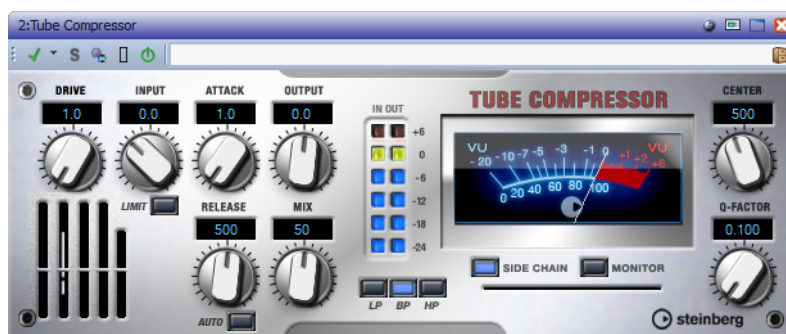 2:Tube Compressor
S
DRIVE INPUT ATTACK OUTPUT
1.0 0.0 1.0 0.0
LIMIT
RELEASE MIX
500 50
AUTO
IN OUT
+6
0
-6
-12
-18
-24
LP BP HP
TUBE COMPRESSOR
VU VU
- 20 -10 -7 -5 -3 -1 0 +1 +2 +6
0 20 40 60 80 100
SIDE CHAIN MONITOR
CENTER
500
Q-FACTOR
0.100
steinberg